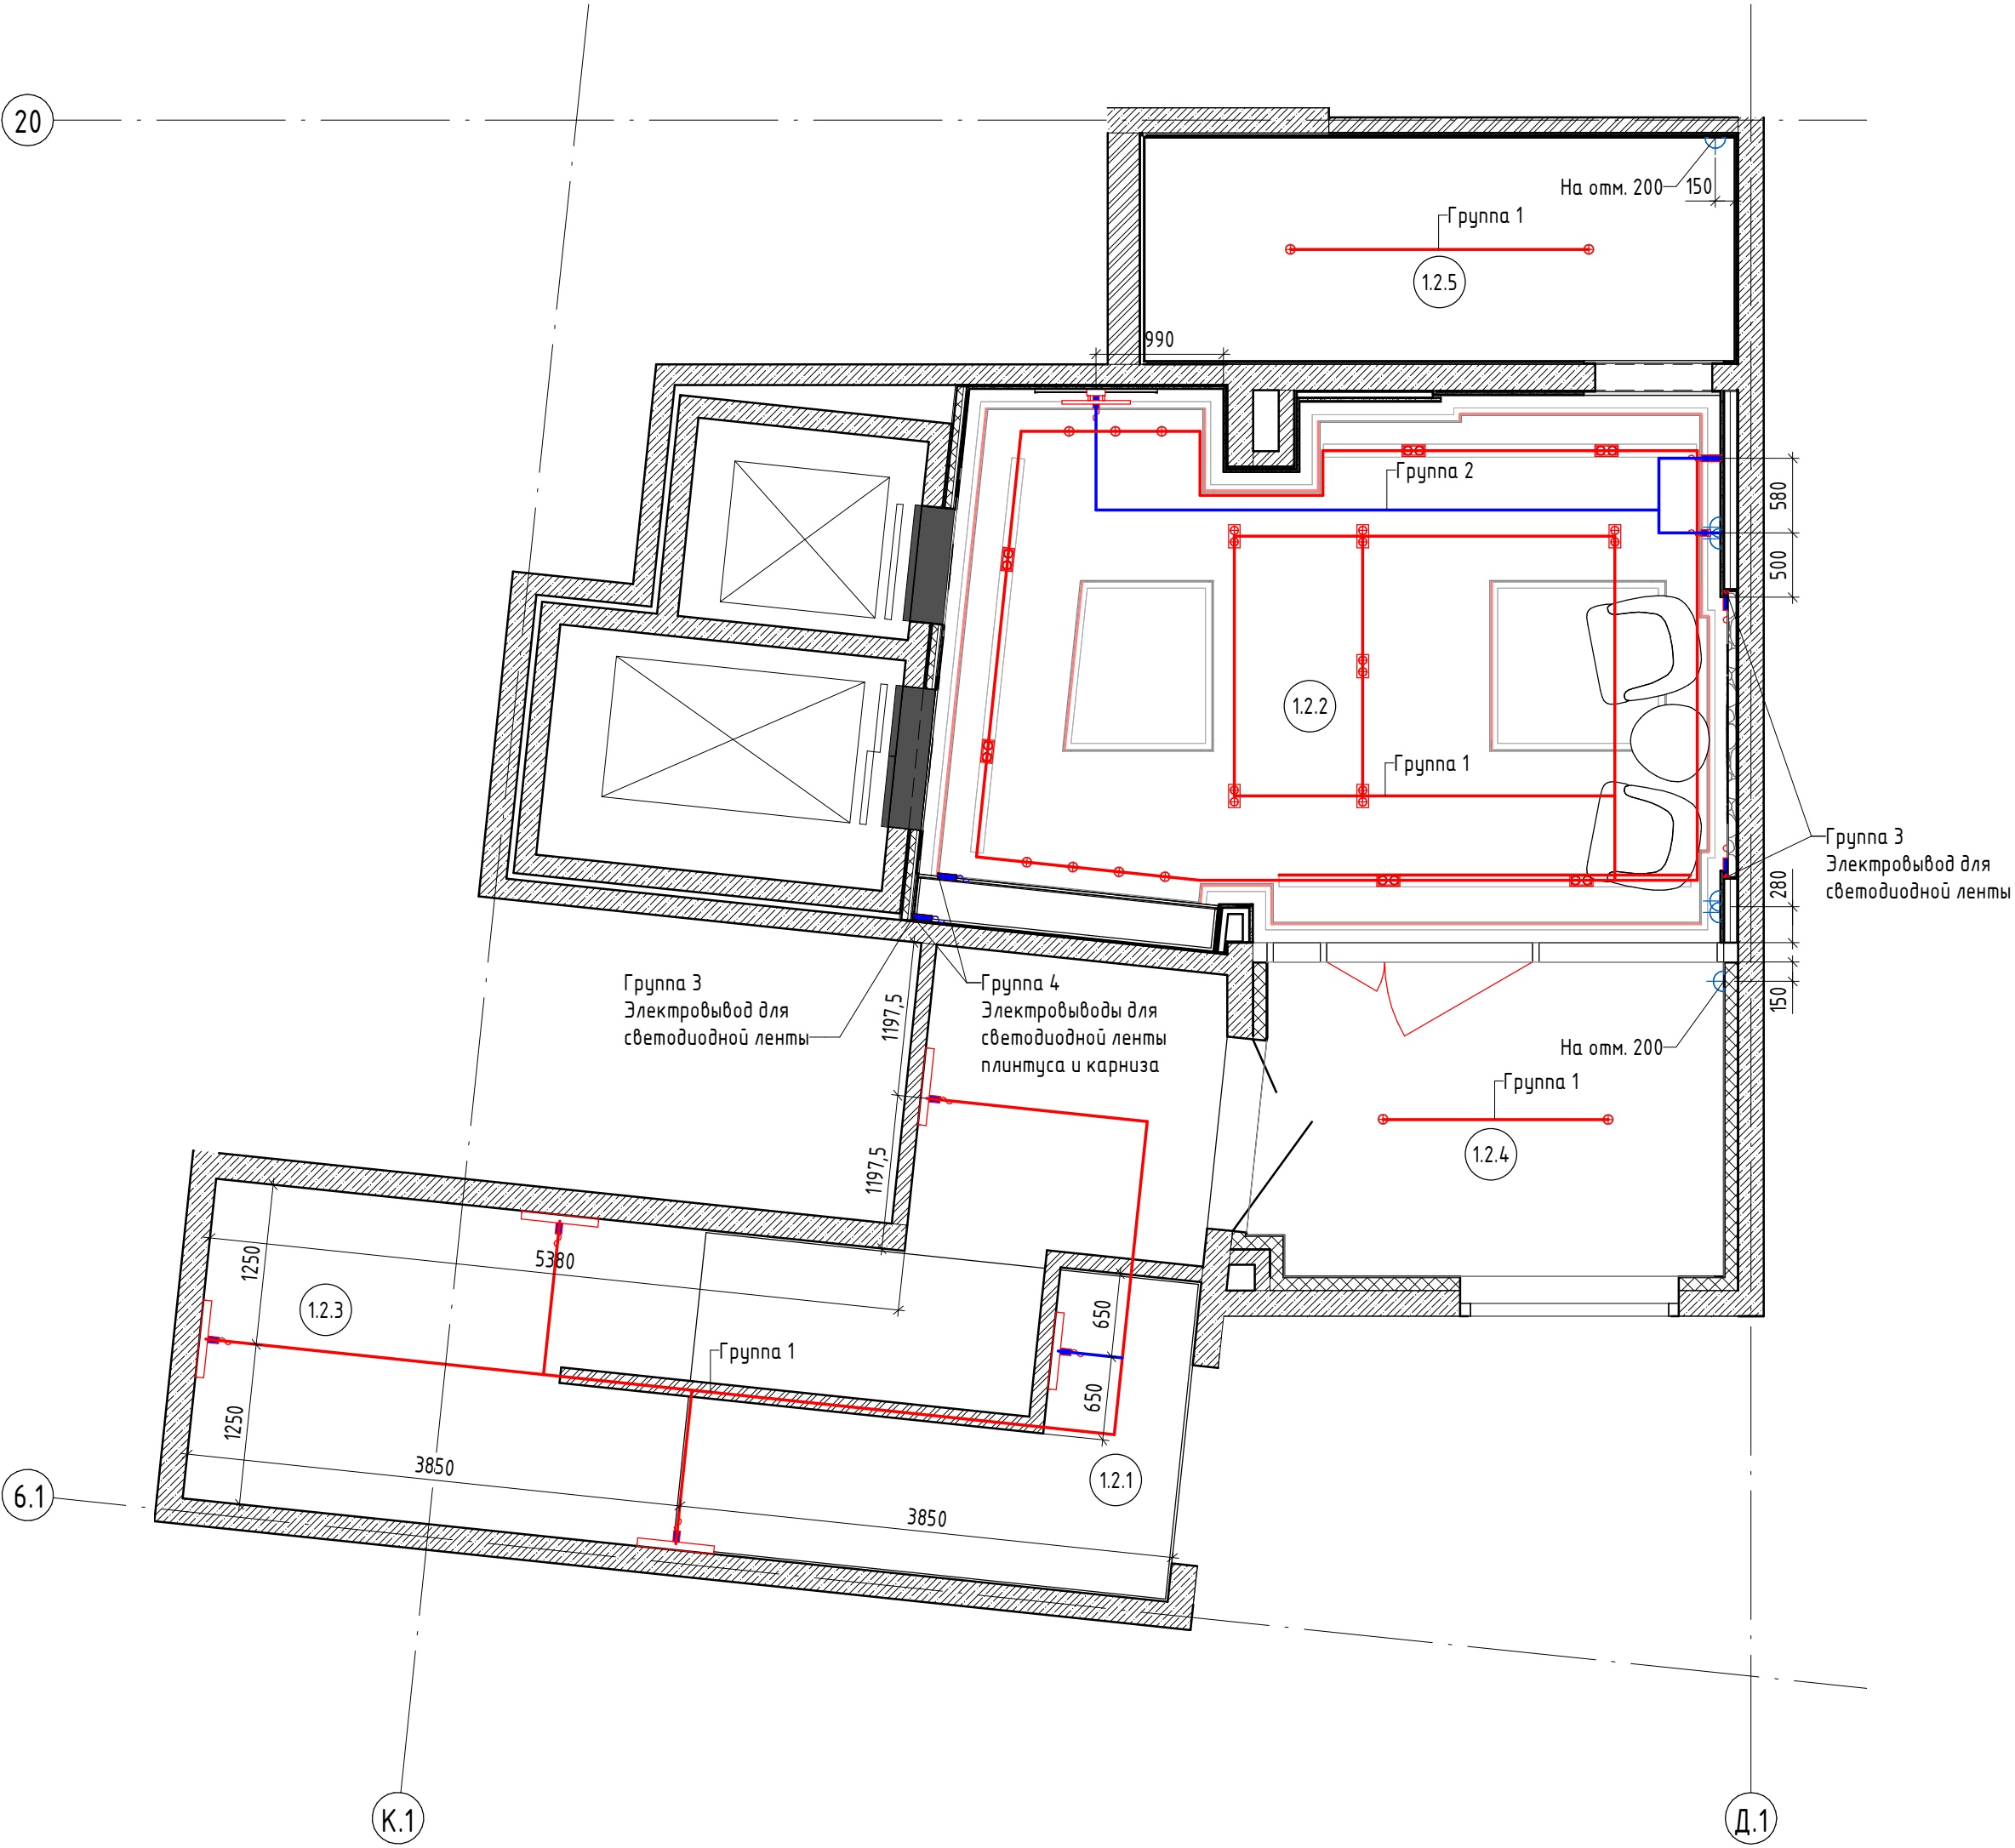 20
На отм. 200
150
Группа 1
1.2.5
990
Группа 2
580
500
1.2.2
Группа 1
Группа 3
Электровывод для
светодиодной ленты
280
150
Группа 3
Электровывод для
светодиодной ленты
Группа 4
Электровыводы для
светодиодной ленты
плинтуса и карниза
1197,5
1197,5
На отм. 200
Группа 1
1.2.4
1250
5380
1.2.3
650
Группа 1
650
1250
3850
1.2.1
3850
6.1
К.1
Д.1